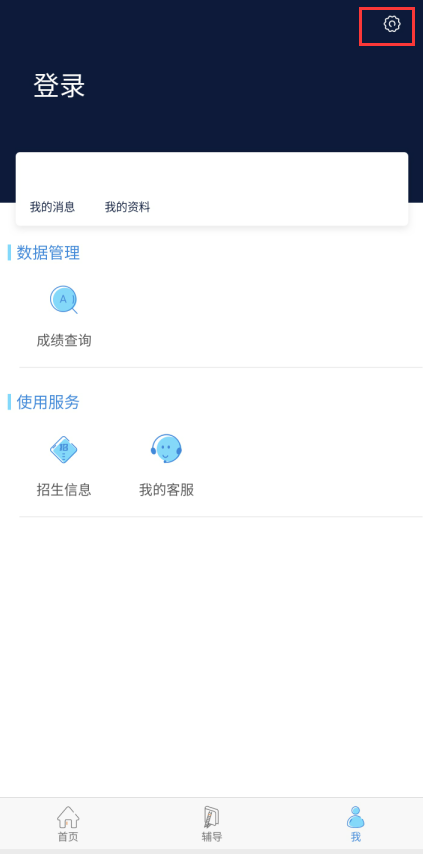 登录
我的消息 我的资料
数据管理
A
成绩查询
使用服务
招
招生信息 我的客服
首页 辅导 我